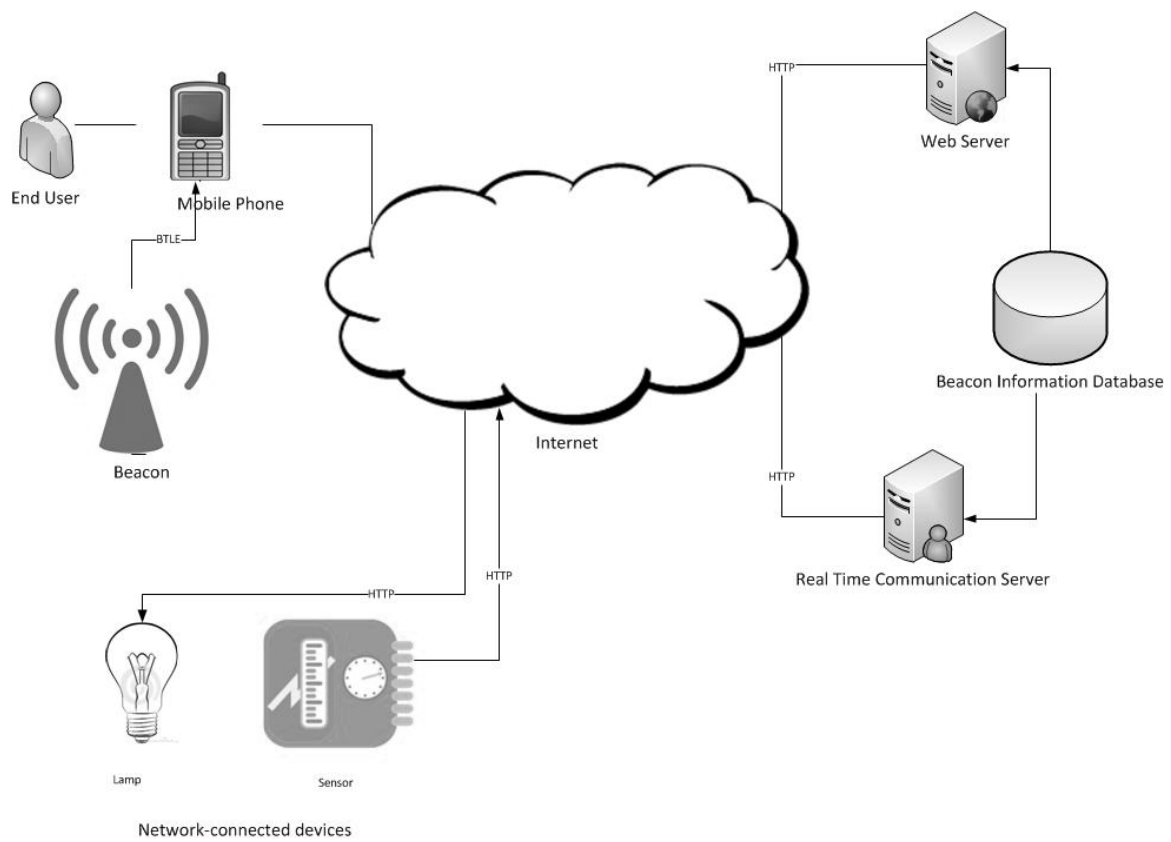 HTTP
Web Server
End User
Mobile Phone
BTLE
Beacon Information Database
Internet
Beacon
HTTP
HTTP
Real Time Communication Server
HTTP
Lamp
Sensor
Network-connected devices